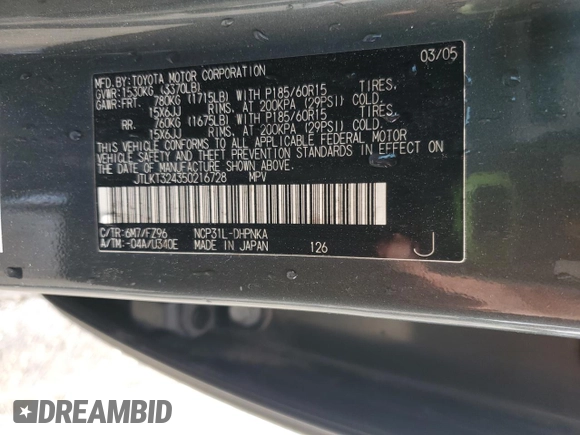 03/05
MFD.BY:TOYOTA MOTOR CORPORATION
GVWR:1530KG (3370LB)
GAWR:FRT. 780KG (1715LB) WITH P185/60R15 TIRES.
15X6JJ RIMS. AT 200KPA (29PSI) COLD.
RR. 760KG (1675LB) WITH P185/60R15 TIRES.
15X6JJ RIMS. AT 200KPA (29PSI) COLD.
THIS VEHICLE CONFORMS TO ALL APPLICABLE FEDERAL MOTOR
VEHICLE SAFETY AND THEFT PREVENTION STANDARDS IN EFFECT ON
THE DATE OF MANUFACTURE SHOWN ABOVE.
JTLKT324350216728 MPV
C/TR:6M7/FZ96 NCP31L-DHPNKA
A/TM:-04A/U340E MADE IN JAPAN 126 J
DREAMBID